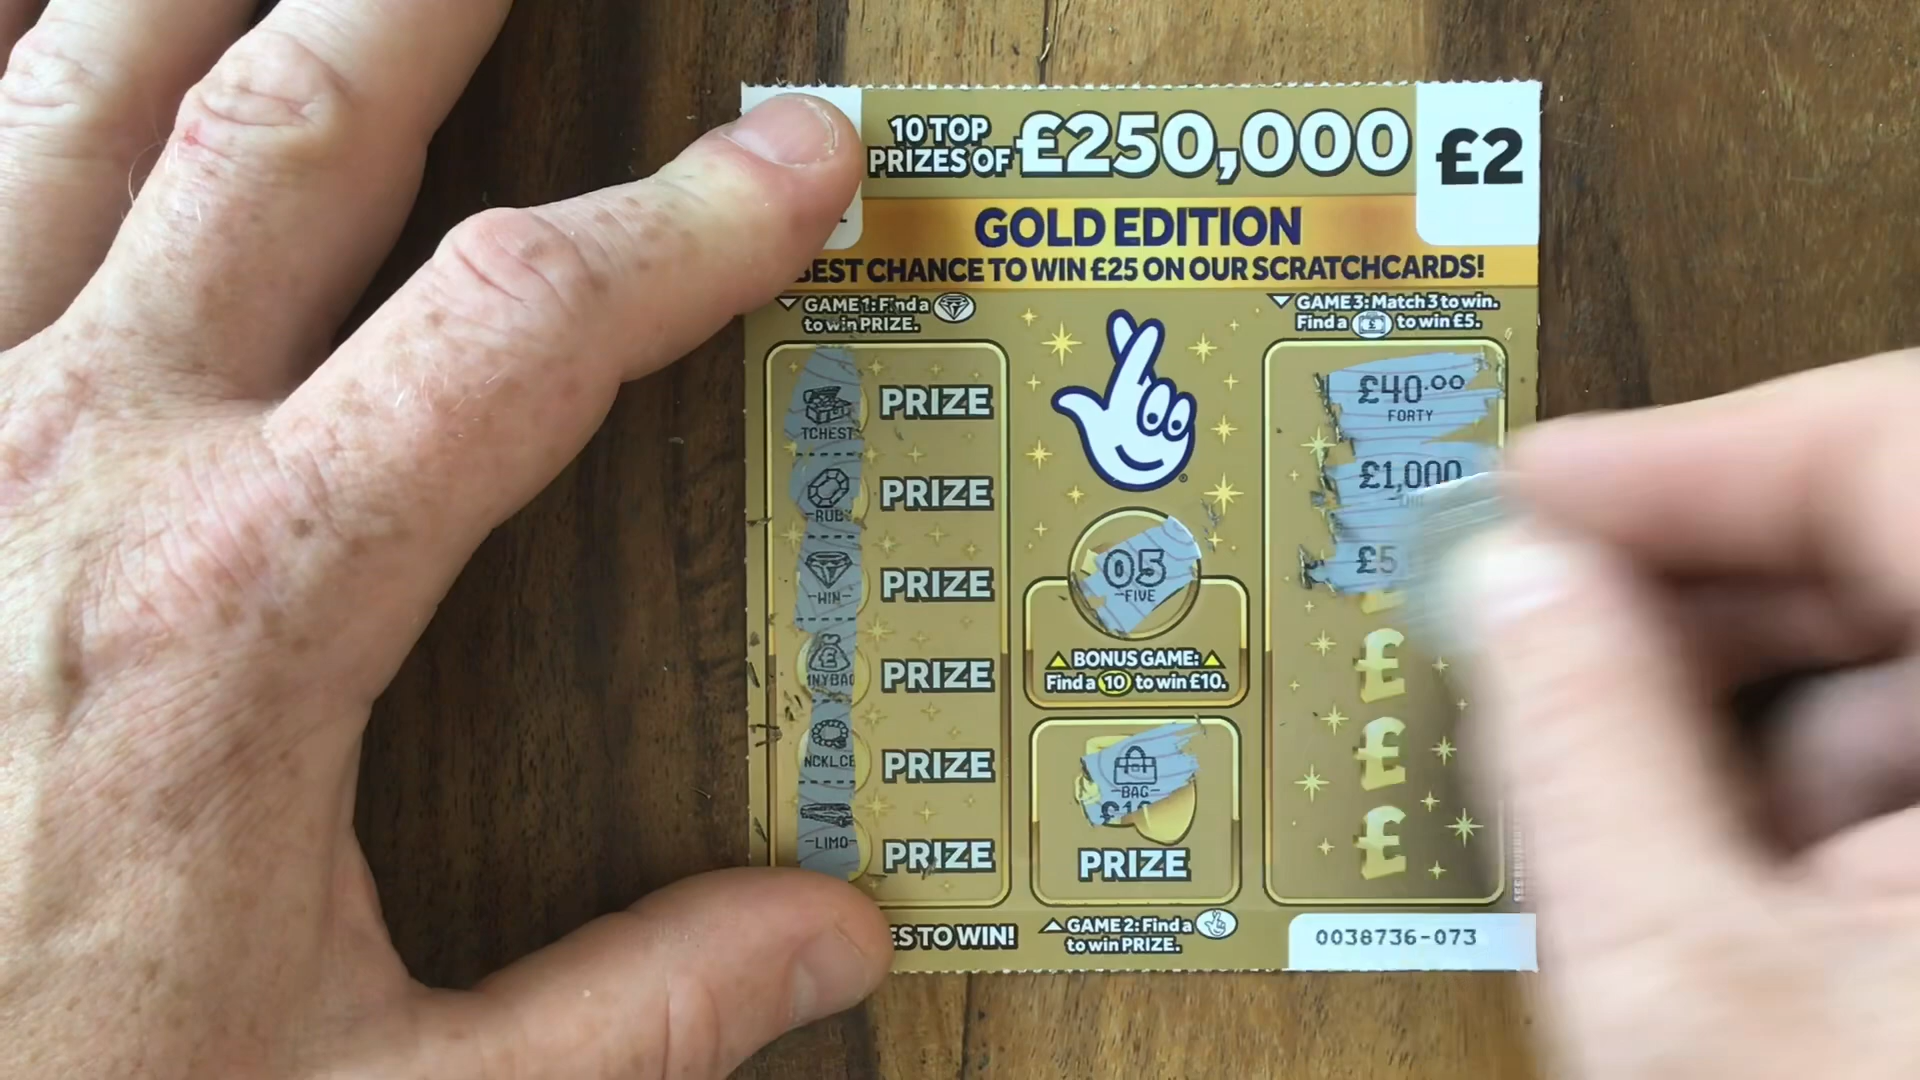 10 TOP
PRIZES OF £250,000
£2
GOLD EDITION
BEST CHANCE TO WIN £25 ON OUR SCRATCHCARDS!
GAME 1: Find a
to win PRIZE.
TCHEST
PRIZE
RUBY
PRIZE
-WIN-
PRIZE
PRIZE
NCKLCE
PRIZE
-LIMO-
PRIZE
05
-FIVE-
BONUS GAME:
Find a 10 to win £10.
-BAG-
PRIZE
GAME 2: Find a
to win PRIZE.
GAME 3: Match 3 to win.
Find a £ to win £5.
£40.00
FORTY
£1,000
£5
£
£
£
TO WIN!
0038736-073